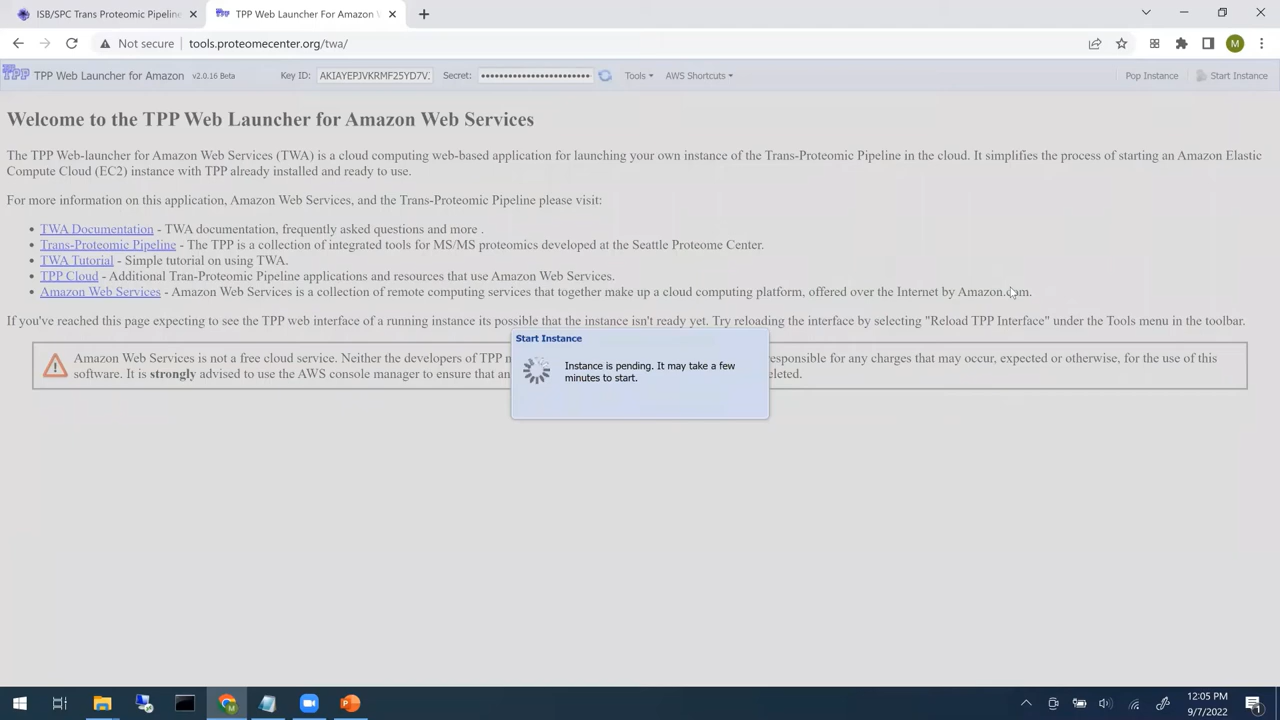 ISB/SPC Trans Proteomic Pipeline
TPP Web Launcher For Amazon
Not secure
tools.proteomecenter.org/twa/
M
TPP
TPP Web Launcher for Amazon
v2.0.16 Beta
Key ID:
AKIAYEPJVKRMF25YD7V.
Secret:
Tools
AWS Shortcuts
Pop Instance
Start Instance
Welcome to the TPP Web Launcher for Amazon Web Services
The TPP Web-launcher for Amazon Web Services (TWA) is a cloud computing web-based application for launching your own instance of the Trans-Proteomic Pipeline in the cloud. It simplifies the process of starting an Amazon Elastic
Compute Cloud (EC2) instance with TPP already installed and ready to use.
For more information on this application, Amazon Web Services, and the Trans-Proteomic Pipeline please visit:
• TWA Documentation - TWA documentation, frequently asked questions and more .
• Trans-Proteomic Pipeline - The TPP is a collection of integrated tools for MS/MS proteomics developed at the Seattle Proteome Center.
• TWA Tutorial - Simple tutorial on using TWA.
• TPP Cloud - Additional Tran-Proteomic Pipeline applications and resources that use Amazon Web Services.
• Amazon Web Services - Amazon Web Services is a collection of remote computing services that together make up a cloud computing platform, offered over the Internet by Amazon.com.
If you've reached this page expecting to see the TPP web interface of a running instance its possible that the instance isn't ready yet. Try reloading the interface by selecting "Reload TPP Interface" under the Tools menu in the toolbar.
Start Instance
Instance is pending. It may take a few
minutes to start.
Amazon Web Services is not a free cloud service. Neither the developers of TPP responsible for any charges that may occur, expected or otherwise, for the use of this
software. It is strongly advised to use the AWS console manager to ensure that
12:05 PM
9/7/2022
1